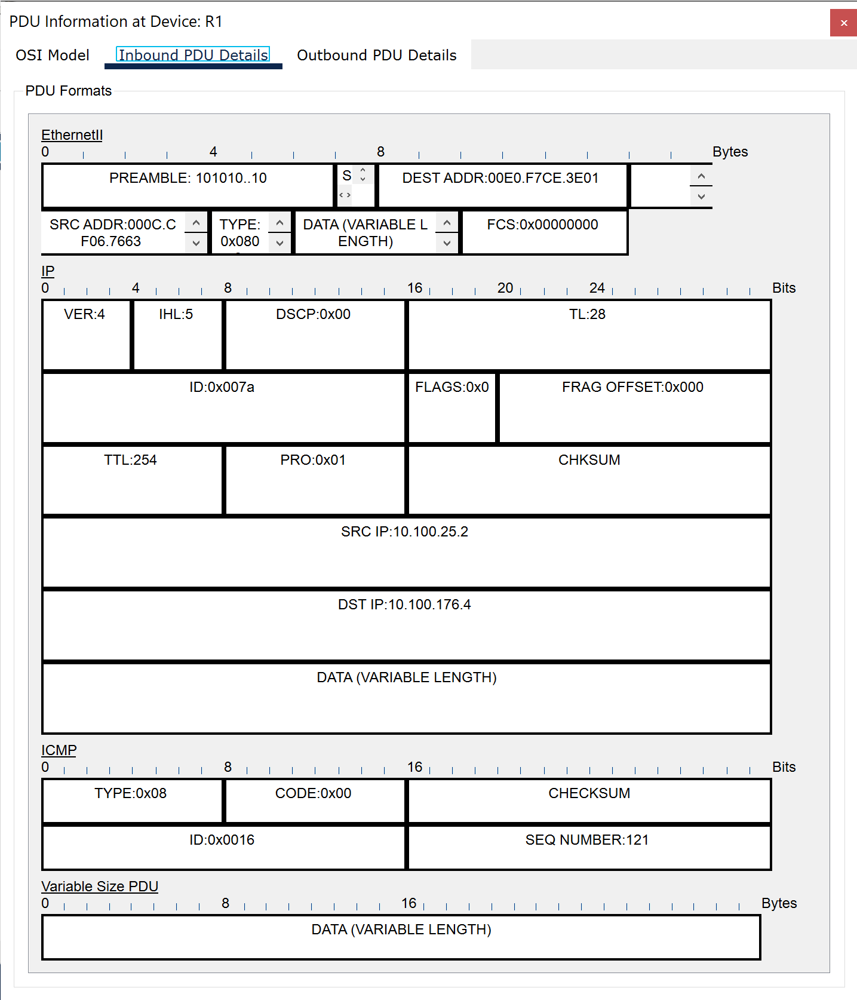 PDU Information at Device: R1
OSI Model Inbound PDU Details Outbound PDU Details
PDU Formats
EthernetII
0 4 8 Bytes
PREAMBLE: 101010..10 S DEST ADDR:00E0.F7CE.3E01
SRC ADDR:000C.C
F06.7663
TYPE:
0x080
DATA (VARIABLE L
ENGTH)
FCS:0x00000000
IP
0 4 8 16 20 24 Bits
VER:4 IHL:5 DSCP:0x00 TL:28
ID:0x007a FLAGS:0x0 FRAG OFFSET:0x000
TTL:254 PRO:0x01 CHKSUM
SRC IP:10.100.25.2
DST IP:10.100.176.4
DATA (VARIABLE LENGTH)
ICMP
0 8 16 Bits
TYPE:0x08 CODE:0x00 CHECKSUM
ID:0x0016 SEQ NUMBER:121
Variable Size PDU
0 8 16 Bytes
DATA (VARIABLE LENGTH)